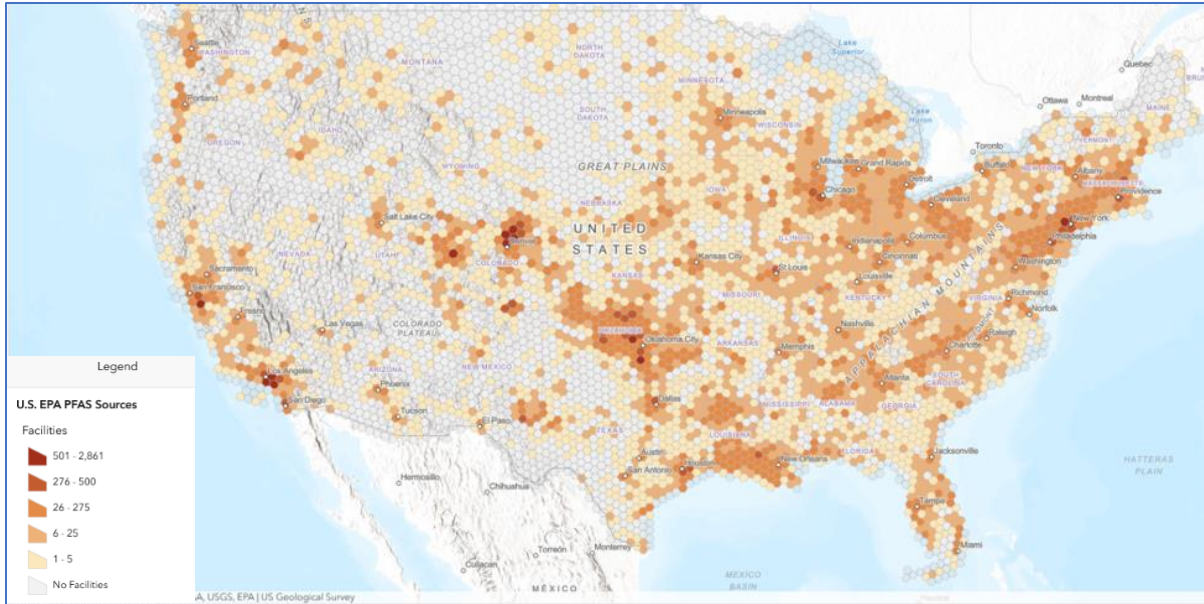 Seattle
WASHINGTON
MONTANA
NORTH
DAKOTA
MINNESOTA
Lake
Superior
Quebec
MAINE
Portland
OREGON
IDAHO
SOUTH
DAKOTA
Minneapolis
WISCONSIN
Lake
Huron
Ottawa
Montreal
VERMONT
Toronto
WYOMING
GREAT PLAINS
Milwaukee
Grand Rapids
Detroit
Buffalo
NEW YORK
Albany
MASSACHUSETTS
Providence
IOWA
Chicago
Cleveland
NEBRASKA
Salt Lake City
NEVADA
UTAH
Denver
COLORADO
UNITED
STATES
ILLINOIS
Indianapolis
Columbus
New York
Philadelphia
Sacramento
San Francisco
Kansas City
KANSAS
St Louis
MISSOURI
Cincinnati
Louisville
KENTUCKY
APPALACHIAN MOUNTAINS
Washington
VIRGINIA
Richmond
Norfolk
Fresno
Las Vegas
COLORADO
PLATEAU
OKLAHOMA
Oklahoma City
ARKANSAS
Nashville
Memphis
PIEDMONT
Raleigh
Charlotte
Los Angeles
San Diego
ARIZONA
Phoenix
Tucson
NEW MEXICO
El Paso
Dallas
TEXAS
MISSISSIPPI
ALABAMA
Atlanta
GEORGIA
SOUTH
CAROLINA
LOUISIANA
Austin
San Antonio
Houston
New Orleans
FLORIDA
Jacksonville
Tampa
Miami
HATTERAS
PLAIN
Hermosillo
Chihuahua
Torreón
Monterrey
Culiacan
MÉXICO
MEXICO
BASIN
Legend
U.S. EPA PFAS Sources
Facilities
501 - 2,861
276 - 500
26 - 275
6 - 25
1 - 5
No Facilities
USGS, EPA | US Geological Survey